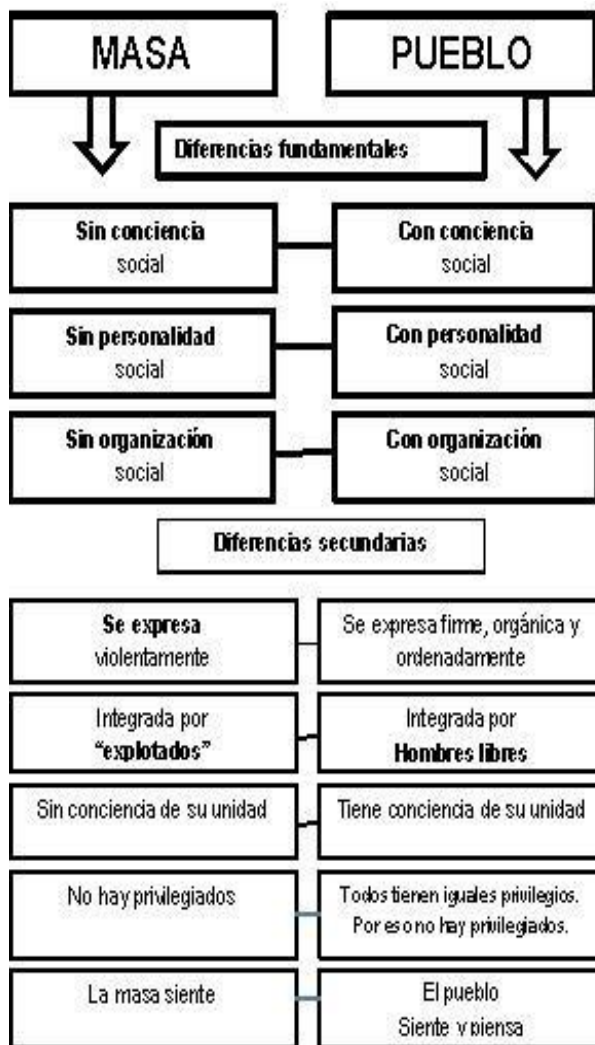 MASA
PUEBLO
Diferencias fundamentales
Sin conciencia
social
Con conciencia
social
Sin personalidad
social
Con personalidad
social
Sin organización
social
Con organización
social
Diferencias secundarias
Se expresa
violentamente
Se expresa firme, orgánica y
ordenadamente
Integrada por
“explotados”
Integrada por
Hombres libres
Sin conciencia de su unidad
Tiene conciencia de su unidad
No hay privilegiados
Todos tienen iguales privilegios.
Por eso no hay privilegiados.
La masa siente
El pueblo
Siente y piensa